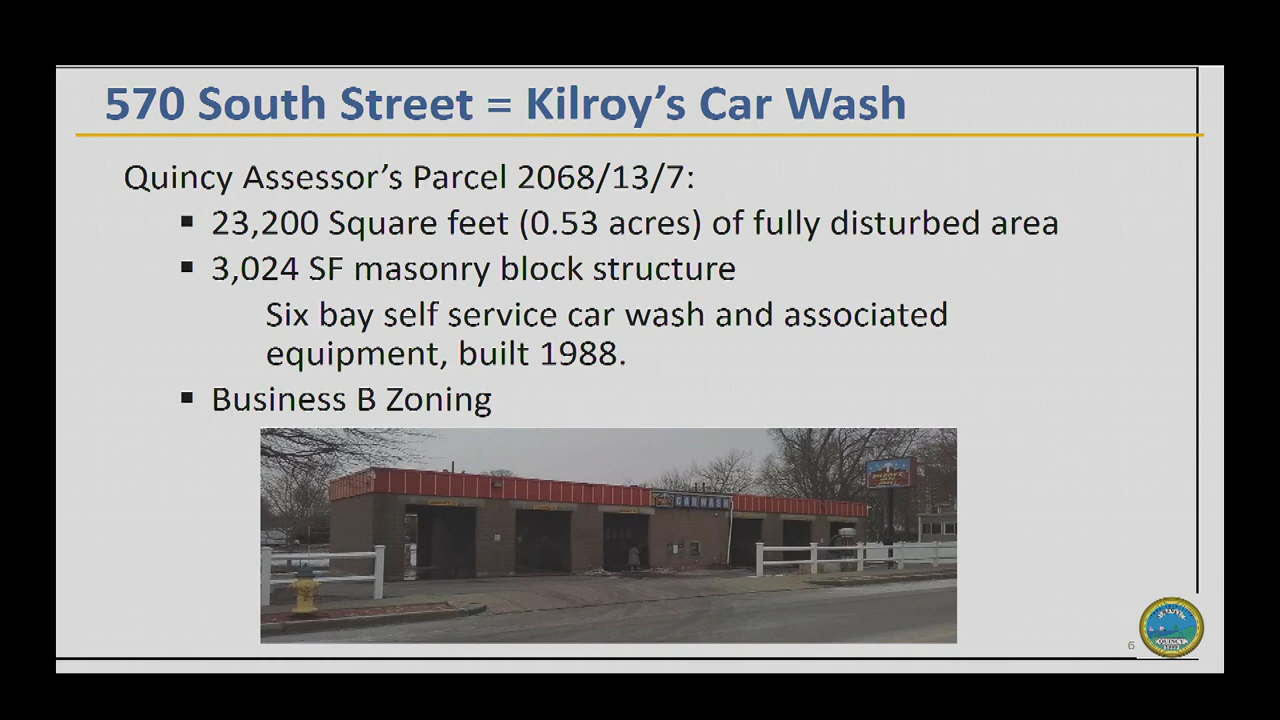 570 South Street = Kilroy's Car Wash
Quincy Assessor's Parcel 2068/13/7:
▪ 23,200 Square feet (0.53 acres) of fully disturbed area
▪ 3,024 SF masonry block structure
Six bay self service car wash and associated
equipment, built 1988.
▪ Business B Zoning
CAR WASH
6
QUINCY